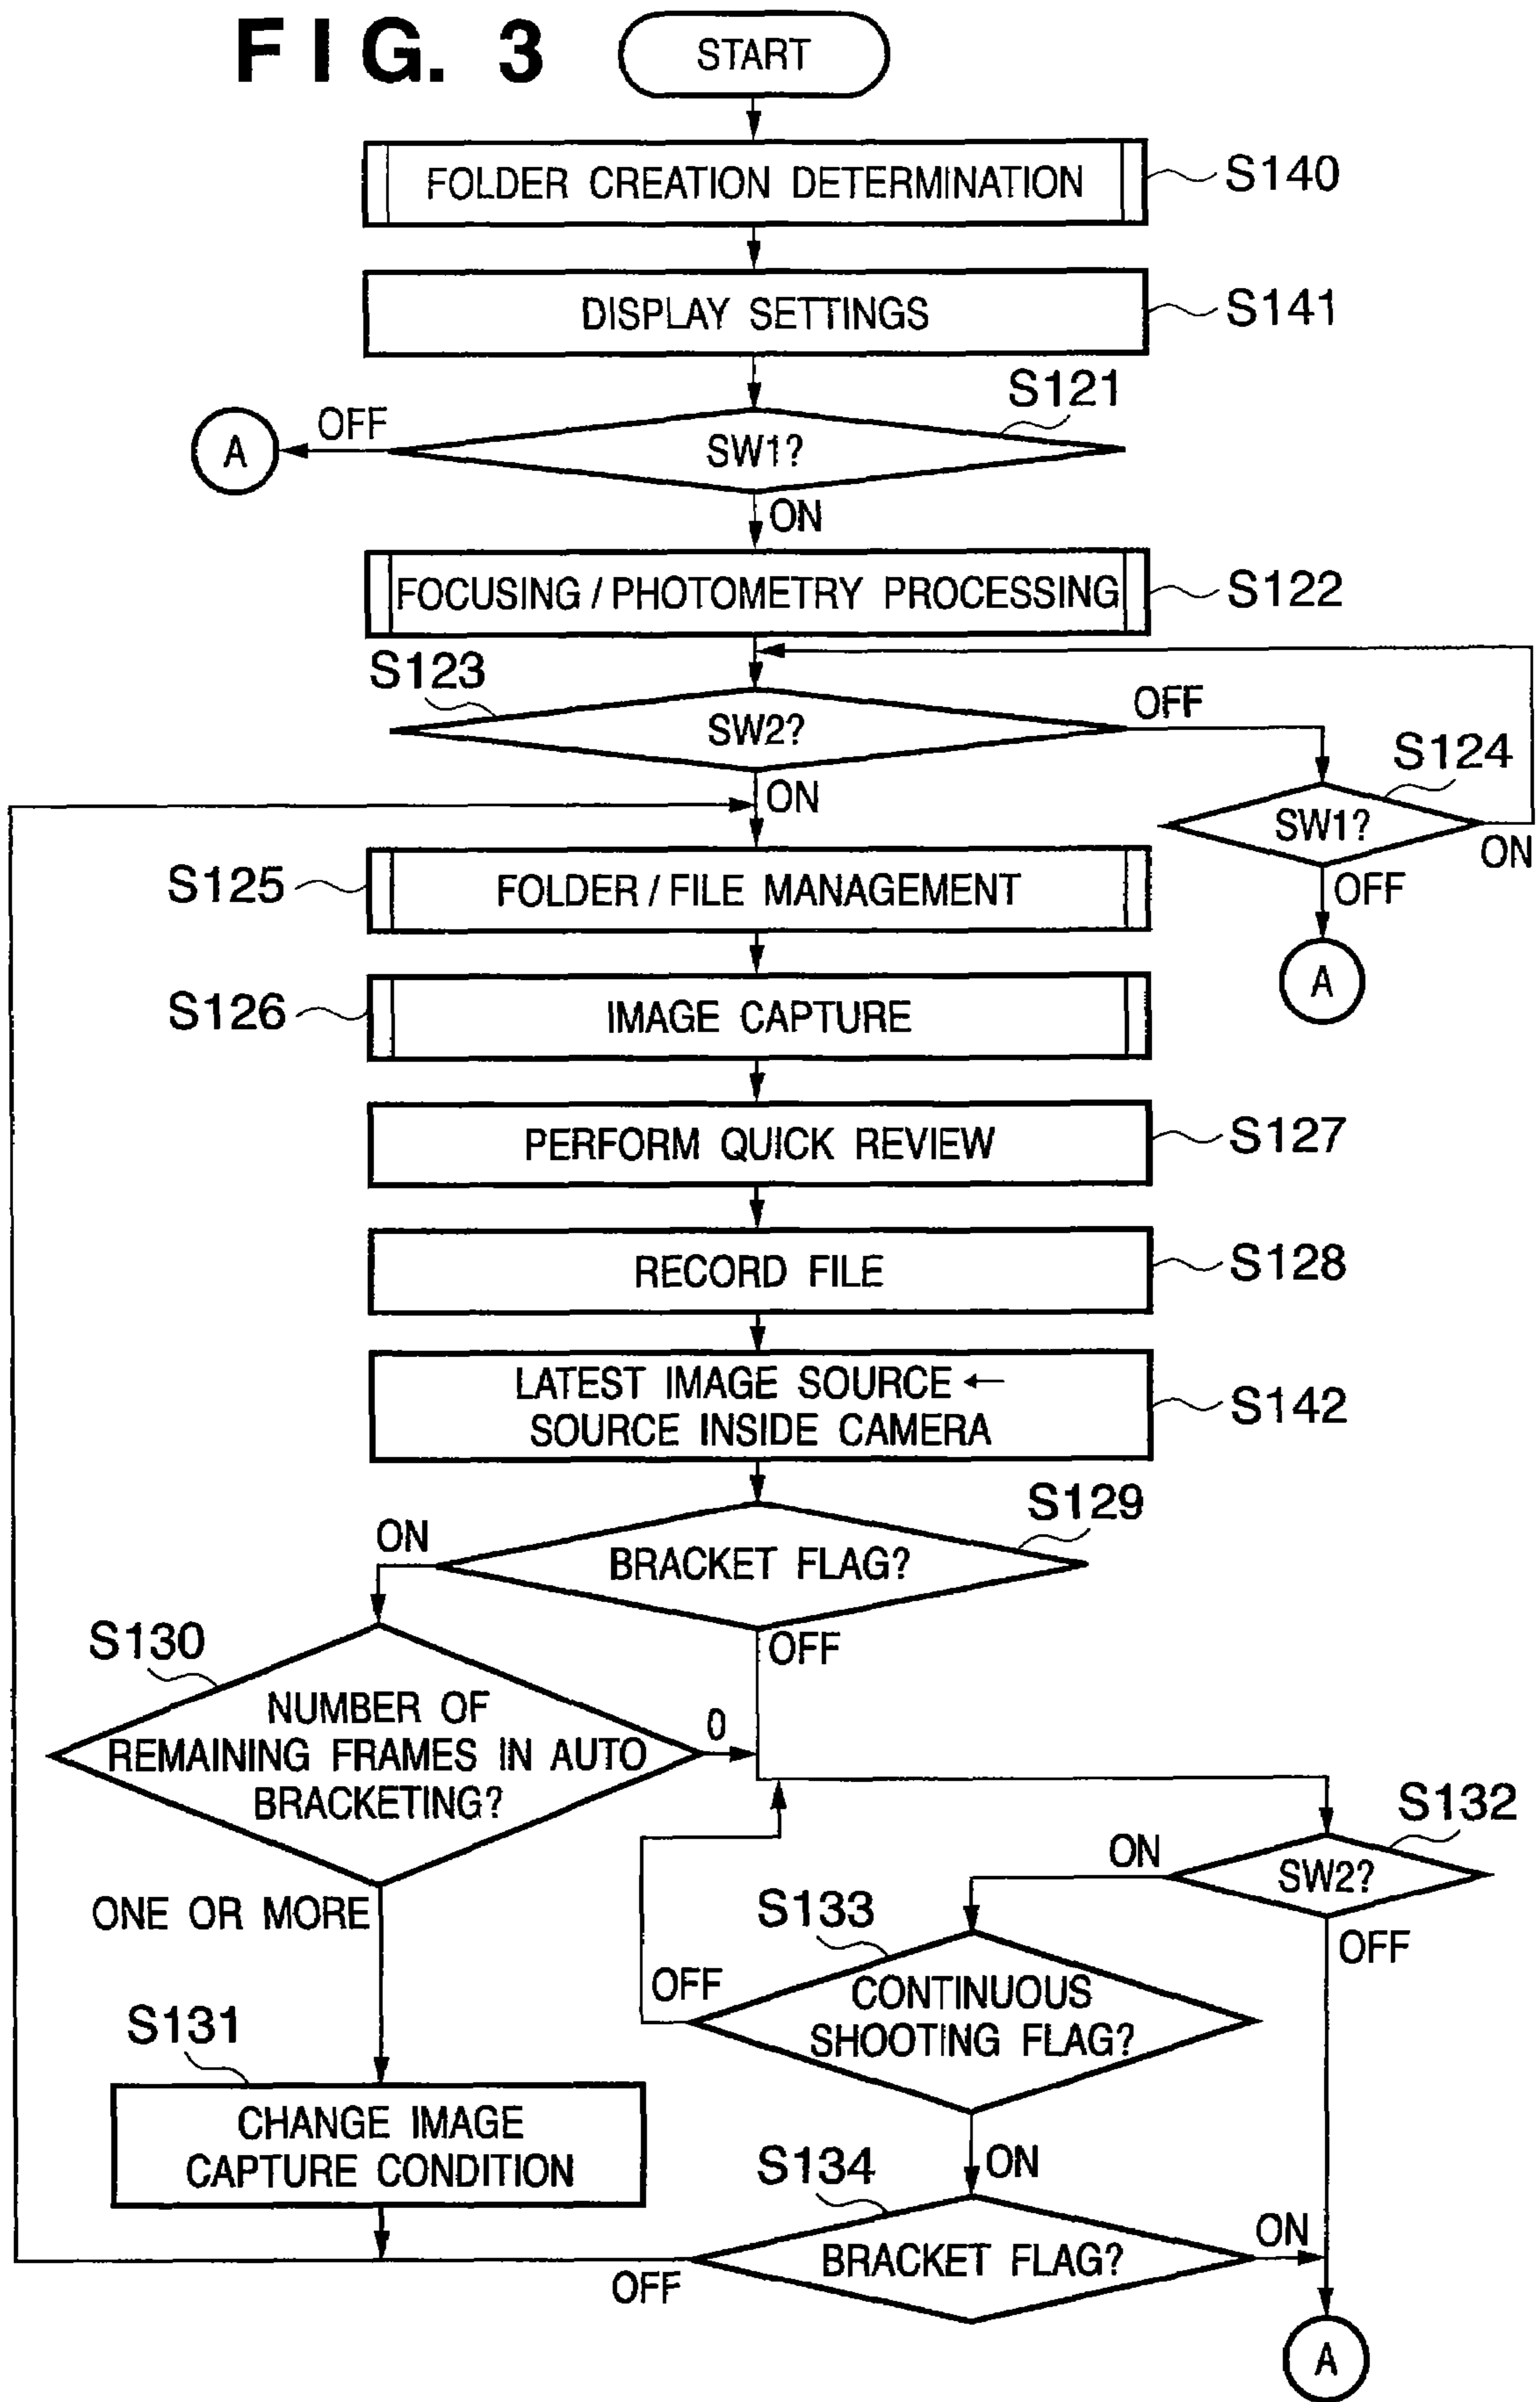 FIG. 3
START
FOLDER CREATION DETERMINATION
S140
DISPLAY SETTINGS
S141
S121
OFF
A
SW1?
ON
FOCUSING / PHOTOMETRY PROCESSING
S122
S123
SW2?
OFF
S124
ON
SW1?
ON
S125
FOLDER / FILE MANAGEMENT
OFF
S126
IMAGE CAPTURE
A
PERFORM QUICK REVIEW
S127
RECORD FILE
S128
LATEST IMAGE SOURCE ←
SOURCE INSIDE CAMERA
S142
S129
ON
BRACKET FLAG?
S130
OFF
NUMBER OF
REMAINING FRAMES IN AUTO
BRACKETING?
0
S132
ON
SW2?
ONE OR MORE
S133
OFF
OFF
CONTINUOUS
SHOOTING FLAG?
S131
CHANGE IMAGE
CAPTURE CONDITION
S134
ON
BRACKET FLAG?
ON
OFF
A